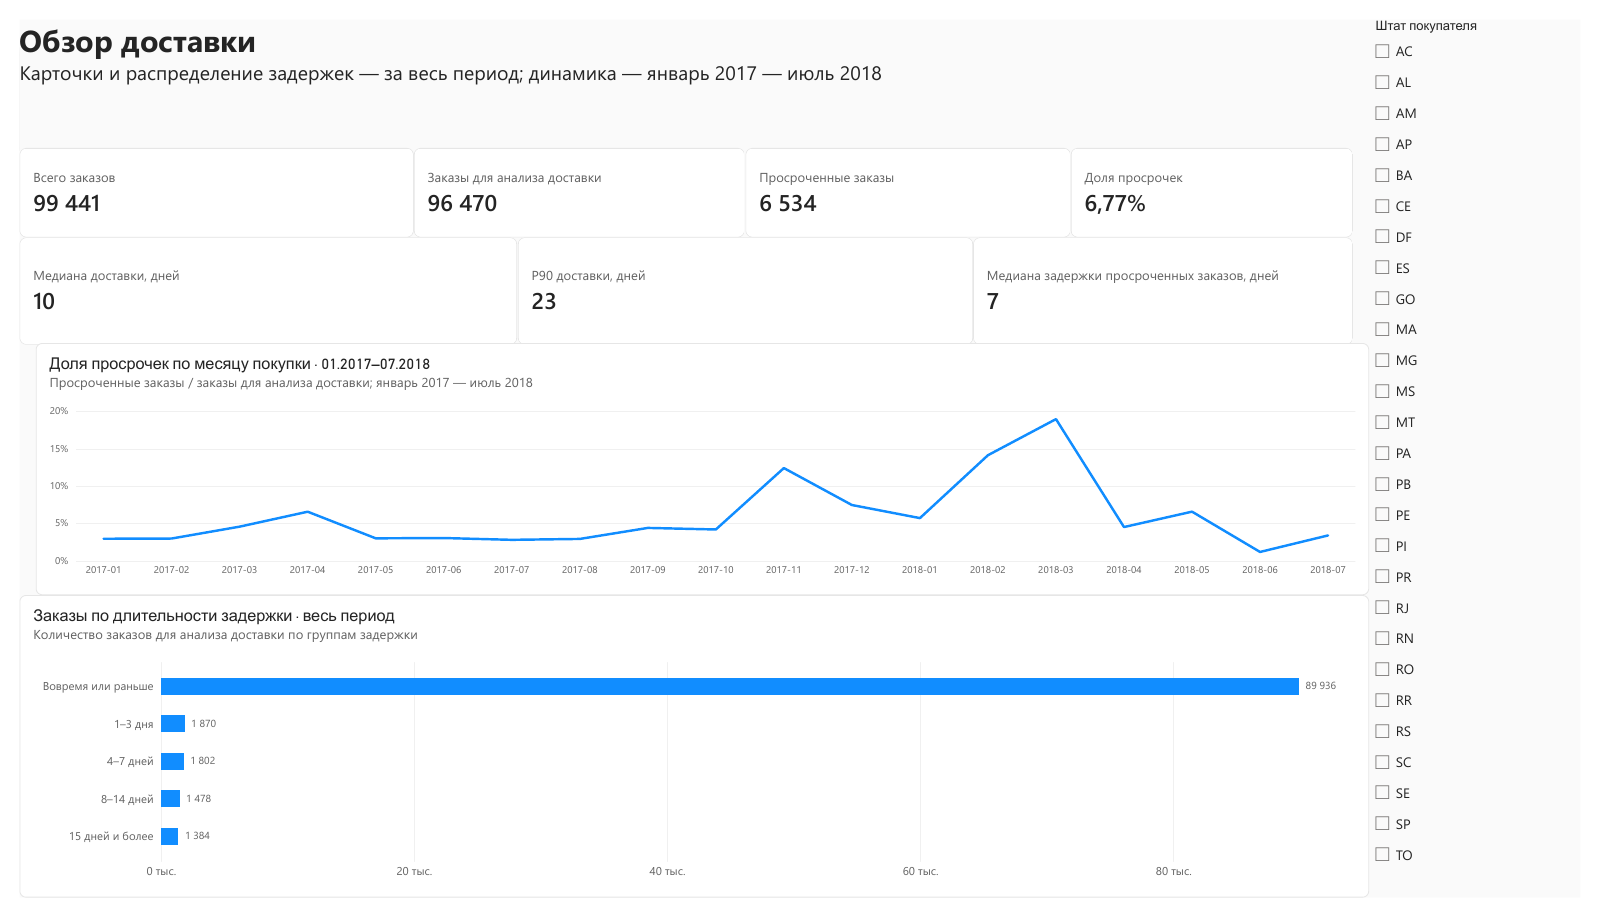 Обзор доставки
Карточки и распределение задержек — за весь период; динамика — январь 2017 — июль 2018
Всего заказов
99 441
Заказы для анализа доставки
96 470
Просроченные заказы
6 534
Доля просрочек
6,77%
Медиана доставки, дней
10
P90 доставки, дней
23
Медиана задержки просроченных заказов, дней
7
Доля просрочек по месяцу покупки · 01.2017–07.2018
Просроченные заказы / заказы для анализа доставки; январь 2017 — июль 2018
20%
15%
10%
5%
0%
2017-01 2017-02 2017-03 2017-04 2017-05 2017-06 2017-07 2017-08 2017-09 2017-10 2017-11 2017-12 2018-01 2018-02 2018-03 2018-04 2018-05 2018-06 2018-07
Заказы по длительности задержки · весь период
Количество заказов для анализа доставки по группам задержки
Вовремя или раньше 89 936
1–3 дня 1 870
4–7 дней 1 802
8–14 дней 1 478
15 дней и более 1 384
0 тыс. 20 тыс. 40 тыс. 60 тыс. 80 тыс.
Штат покупателя
AC
AL
AM
AP
BA
CE
DF
ES
GO
MA
MG
MS
MT
PA
PB
PE
PI
PR
RJ
RN
RO
RR
RS
SC
SE
SP
TO